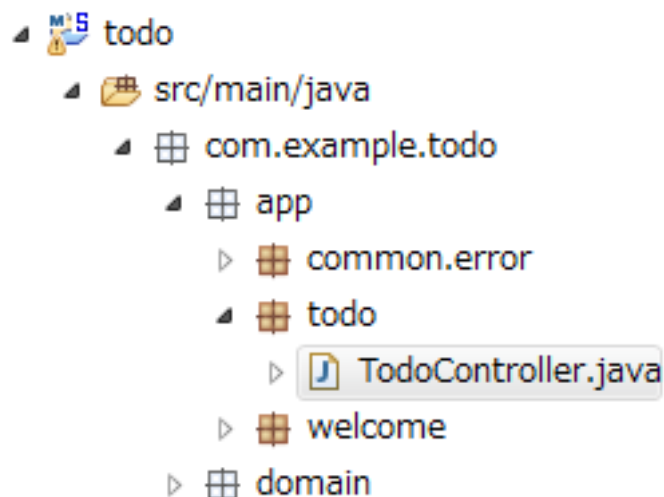 todo
src/main/java
com.example.todo
app
common.error
todo
TodoController.java
welcome
domain